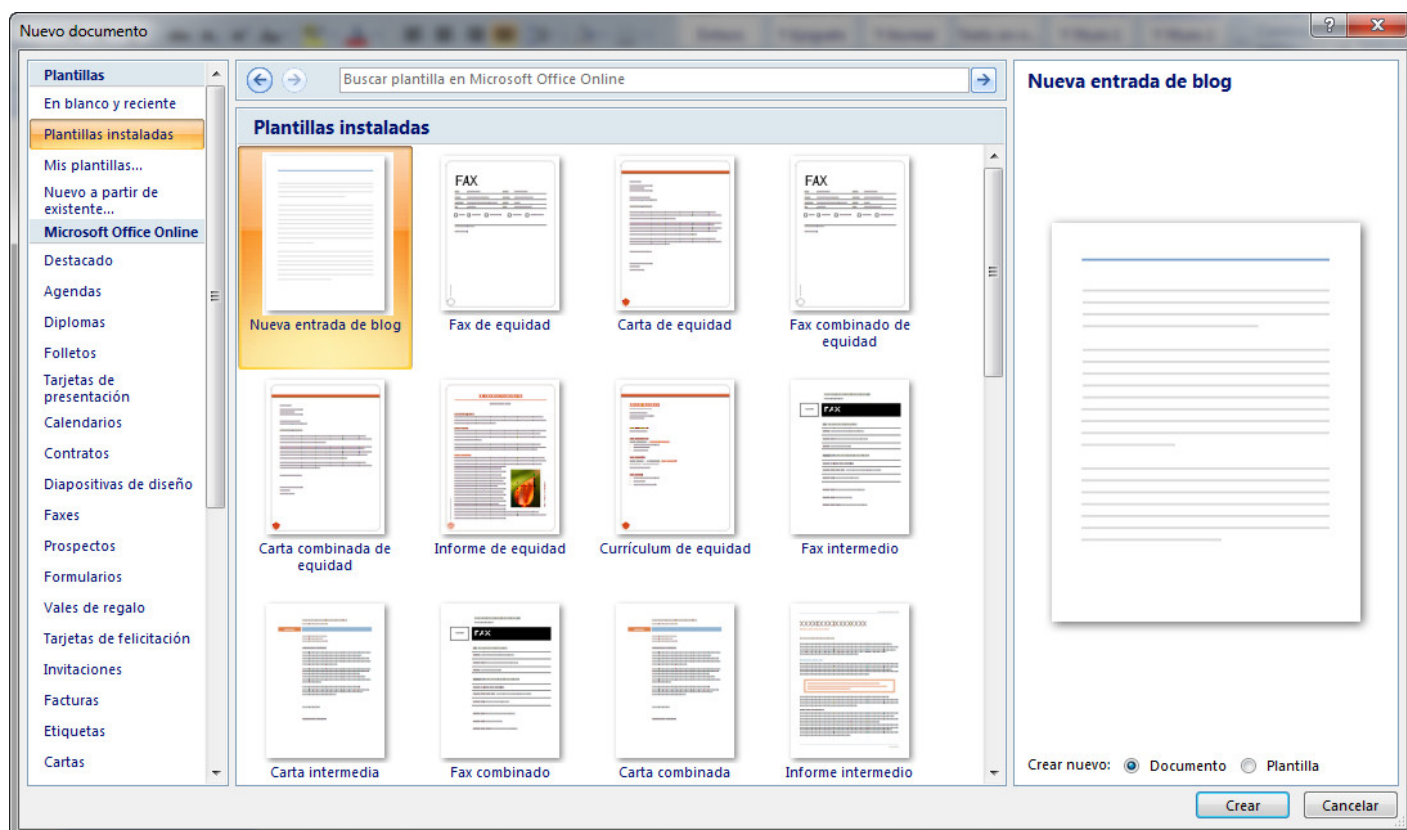 Nuevo documento
Plantillas
En blanco y reciente
Plantillas instaladas
Mis plantillas...
Nuevo a partir de
existente...
Microsoft Office Online
Destacado
Agendas
Diplomas
Folletos
Tarjetas de
presentación
Calendarios
Contratos
Diapositivas de diseño
Faxes
Prospectos
Formularios
Vales de regalo
Tarjetas de felicitación
Invitaciones
Facturas
Etiquetas
Cartas
Buscar plantilla en Microsoft Office Online
Plantillas instaladas
FAX
FAX
Nueva entrada de blog
Fax de equidad
Carta de equidad
Fax combinado de
equidad
FAX
Carta combinada de
equidad
Informe de equidad
Currículum de equidad
Fax intermedio
FAX
Carta intermedia
Fax combinado
Carta combinada
Informe intermedio
Nueva entrada de blog
Crear nuevo: Documento Plantilla
Crear
Cancelar